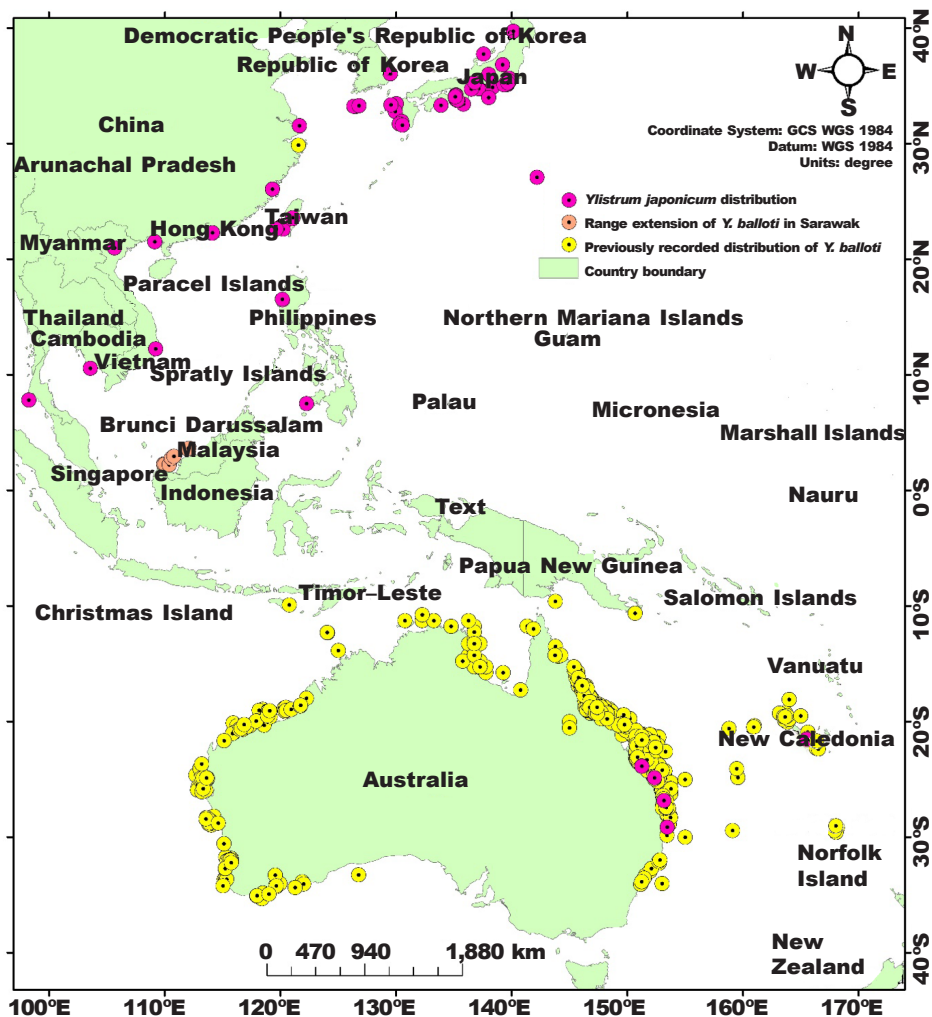 Democratic People's Republic of Korea
40°N
N
Republic of Korea
Japan
W
E
S
China
Coordinate System: GCS WGS 1984
Datum: WGS 1984
Units: degree
30°N
Arunachal Pradesh
Ylistrum japonicum distribution
Range extension of Y. balloti in Sarawak
Previously recorded distribution of Y. balloti
Country boundary
Taiwan
Hong Kong
Myanmar
20°N
Paracel Islands
Thailand
Philippines
Northern Mariana Islands
Cambodia
Guam
Vietnam
Spratly Islands
10°N
Palau
Micronesia
Brunci Darussalam
Marshall Islands
Malaysia
Singapore
Indonesia
Nauru
0°S
Text
Papua New Guinea
Timor–Leste
Salomon Islands
Christmas Island
10°S
Vanuatu
20°S
New Caledonia
Australia
30°S
Norfolk
Island
0 470 940 1,880 km
New
Zealand
40°S
100°E 110°E 120°E 130°E 140°E 150°E 160°E 170°E